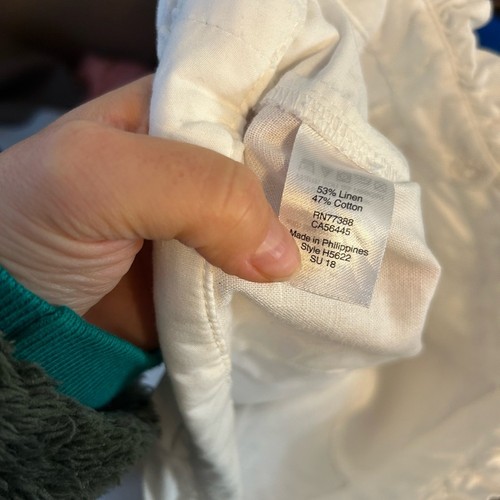 53% Linen
47% Cotton
RN77388
CA56445
Made in Philippines
Style H5622
SU 18